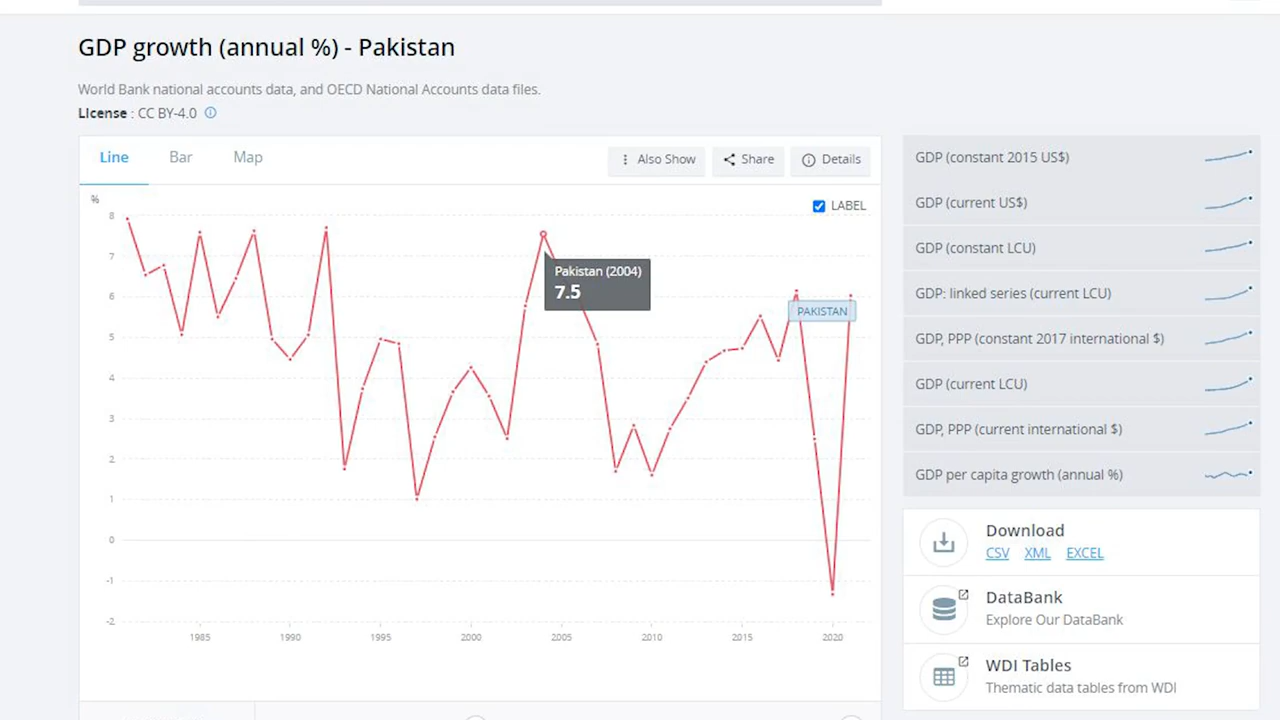 GDP growth (annual %) - Pakistan
World Bank national accounts data, and OECD National Accounts data files.
License : CC BY-4.0
Line Bar Map
Also Show Share Details
%
LABEL
8
7
6
5
4
3
2
1
0
-1
-2
Pakistan (2004)
7.5
PAKISTAN
1985 1990 1995 2000 2005 2010 2015 2020
GDP (constant 2015 US$)
GDP (current US$)
GDP (constant LCU)
GDP: linked series (current LCU)
GDP, PPP (constant 2017 international $)
GDP (current LCU)
GDP, PPP (current international $)
GDP per capita growth (annual %)
Download
CSV XML EXCEL
DataBank
Explore Our DataBank
WDI Tables
Thematic data tables from WDI